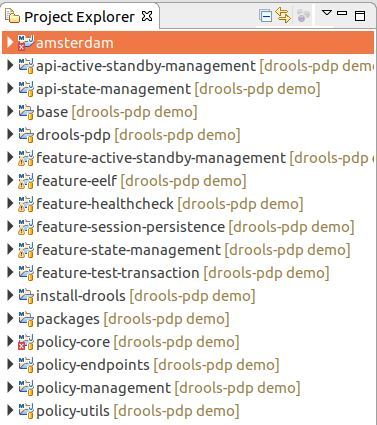 Project Explorer
amsterdam
api-active-standby-management [drools-pdp demo
api-state-management [drools-pdp demo]
base [drools-pdp demo]
drools-pdp [drools-pdp demo]
feature-active-standby-management [drools-pdp
feature-eelf [drools-pdp demo]
feature-healthcheck [drools-pdp demo]
feature-session-persistence [drools-pdp demo]
feature-state-management [drools-pdp demo]
feature-test-transaction [drools-pdp demo]
install-drools [drools-pdp demo]
packages [drools-pdp demo]
policy-core [drools-pdp demo]
policy-endpoints [drools-pdp demo]
policy-management [drools-pdp demo]
policy-utils [drools-pdp demo]